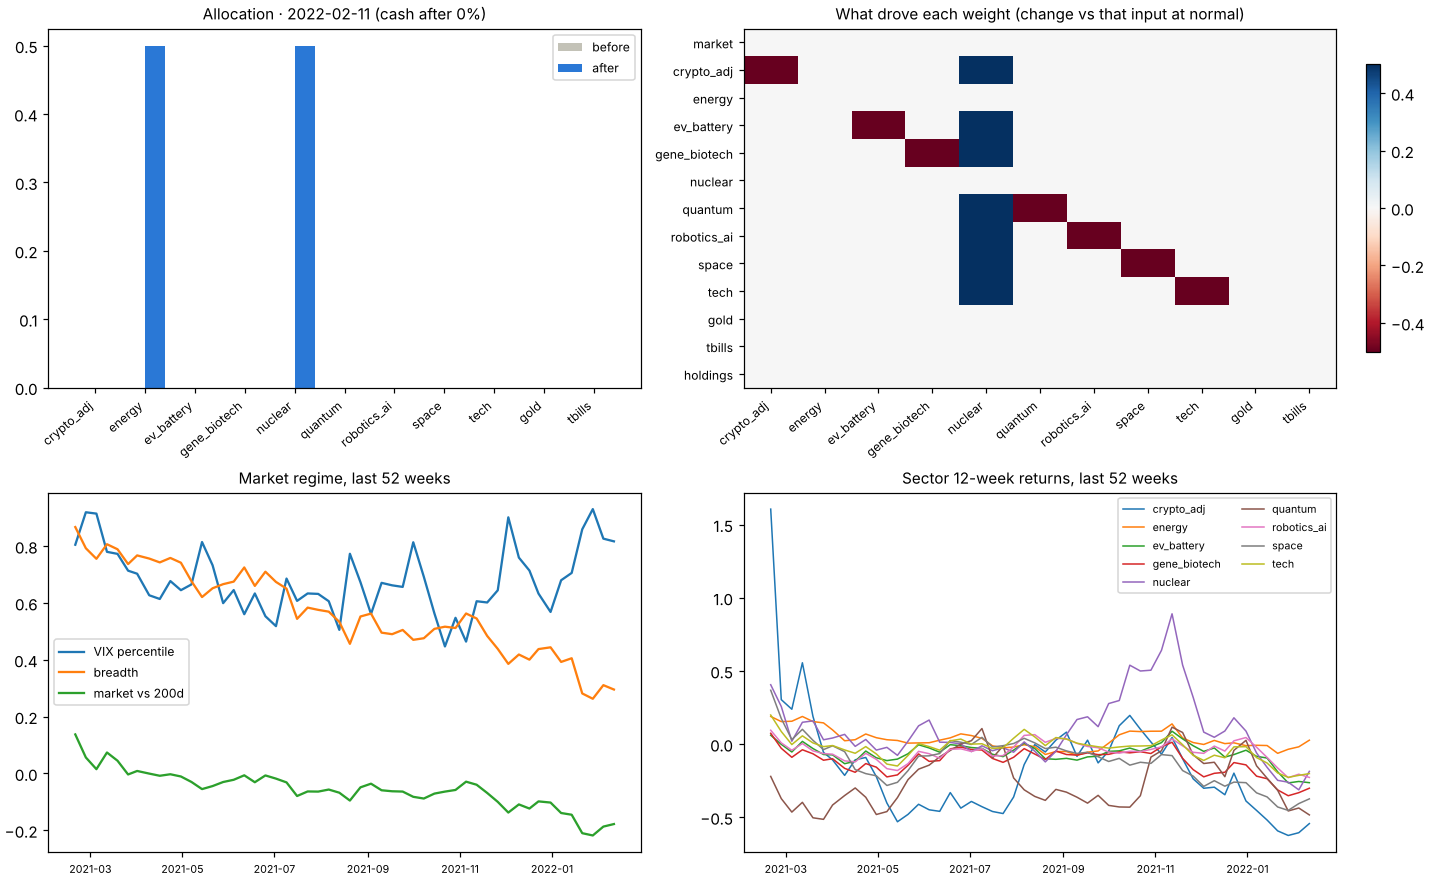 Allocation · 2022-02-11 (cash after 0%)
before
after
0.5
0.4
0.3
0.2
0.1
0.0
crypto_adj
energy
ev_battery
gene_biotech
nuclear
quantum
robotics_ai
space
tech
gold
tbills
What drove each weight (change vs that input at normal)
market
crypto_adj
energy
ev_battery
gene_biotech
nuclear
quantum
robotics_ai
space
tech
gold
tbills
holdings
crypto_adj
energy
ev_battery
gene_biotech
nuclear
quantum
robotics_ai
space
tech
gold
tbills
0.4
0.2
0.0
−0.2
−0.4
Market regime, last 52 weeks
0.8
0.6
0.4
0.2
0.0
−0.2
VIX percentile
breadth
market vs 200d
2021-03
2021-05
2021-07
2021-09
2021-11
2022-01
Sector 12-week returns, last 52 weeks
crypto_adj
energy
ev_battery
gene_biotech
nuclear
quantum
robotics_ai
space
tech
1.5
1.0
0.5
0.0
−0.5
2021-03
2021-05
2021-07
2021-09
2021-11
2022-01